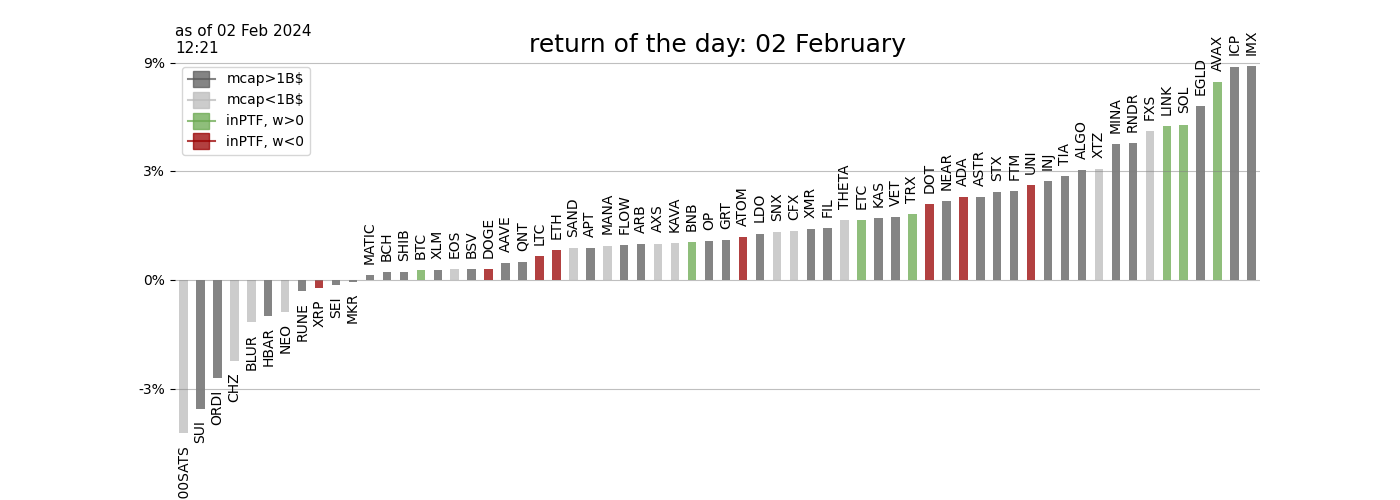 as of 02 Feb 2024
12:21
return of the day: 02 February
9%
3%
0%
-3%
mcap>1B$
mcap<1B$
inPTF, w>0
inPTF, w<0
00SATS
SUI
ORDI
CHZ
BLUR
HBAR
NEO
RUNE
XRP
SEI
MKR
MATIC
BCH
SHIB
BTC
XLM
EOS
BSV
DOGE
AAVE
QNT
LTC
ETH
SAND
APT
MANA
FLOW
ARB
AXS
KAVA
BNB
OP
GRT
ATOM
LDO
SNX
CFX
XMR
FIL
THETA
ETC
KAS
VET
TRX
DOT
NEAR
ADA
ASTR
STX
FTM
UNI
INJ
TIA
ALGO
XTZ
MINA
RNDR
FXS
LINK
SOL
EGLD
AVAX
ICP
IMX